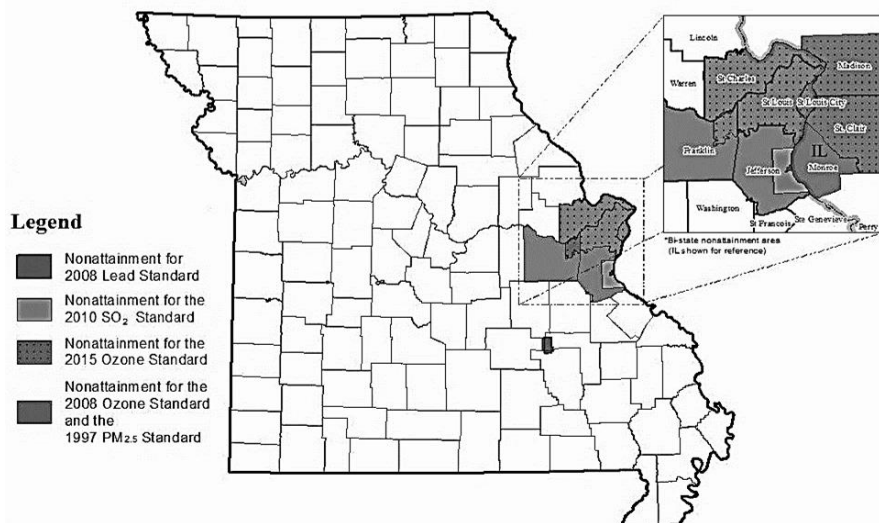 Legend
Nonattainment for
2008 Lead Standard
Nonattainment for the
2010 SO₂ Standard
Nonattainment for the
2015 Ozone Standard
Nonattainment for the
2008 Ozone Standard
and the
1997 PM₂.₅ Standard
Lincoln
Madison
Warren
St Charles
St Louis
St Louis City
St. Clair
Franklin
IL
Jefferson
Monroe
Washington
St Francois
Ste Genevieve
Perry
*Bi-state nonattainment area
(IL shown for reference)